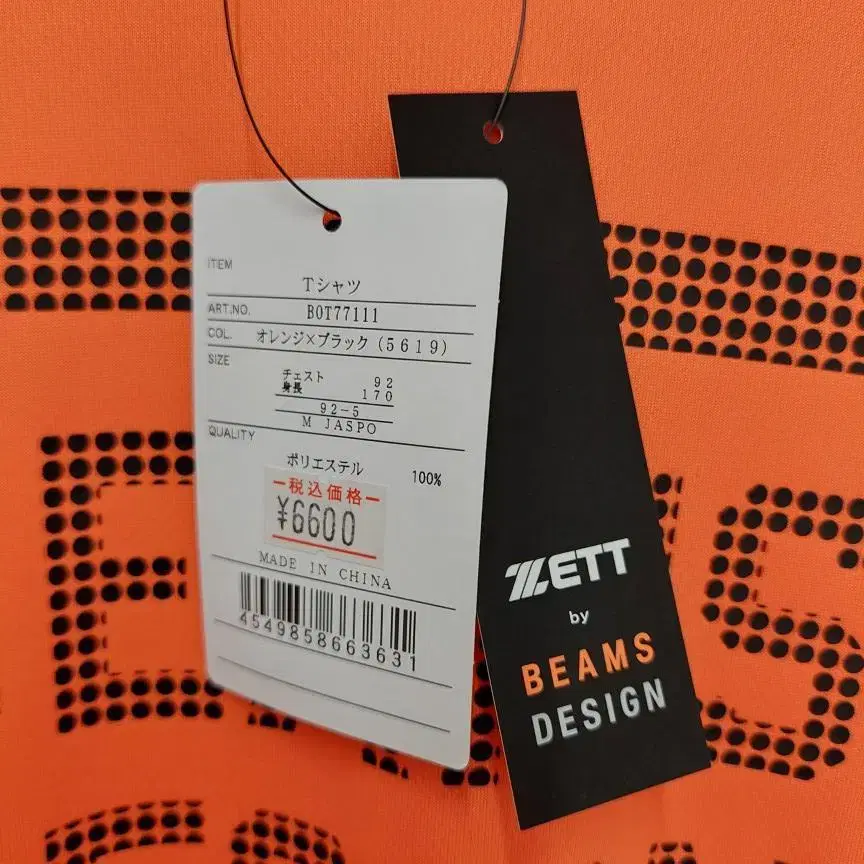 ITEM
Tシャツ
ART.NO. BOT77111
COL. オレンジ×ブラック(5619)
SIZE
チェスト 92
身長 170
92-5
M JASPO
QUALITY
ポリエステル 100%
税込価格
¥6600
MADE IN CHINA
4549858663631
ZETT
by
BEAMS
DESIGN